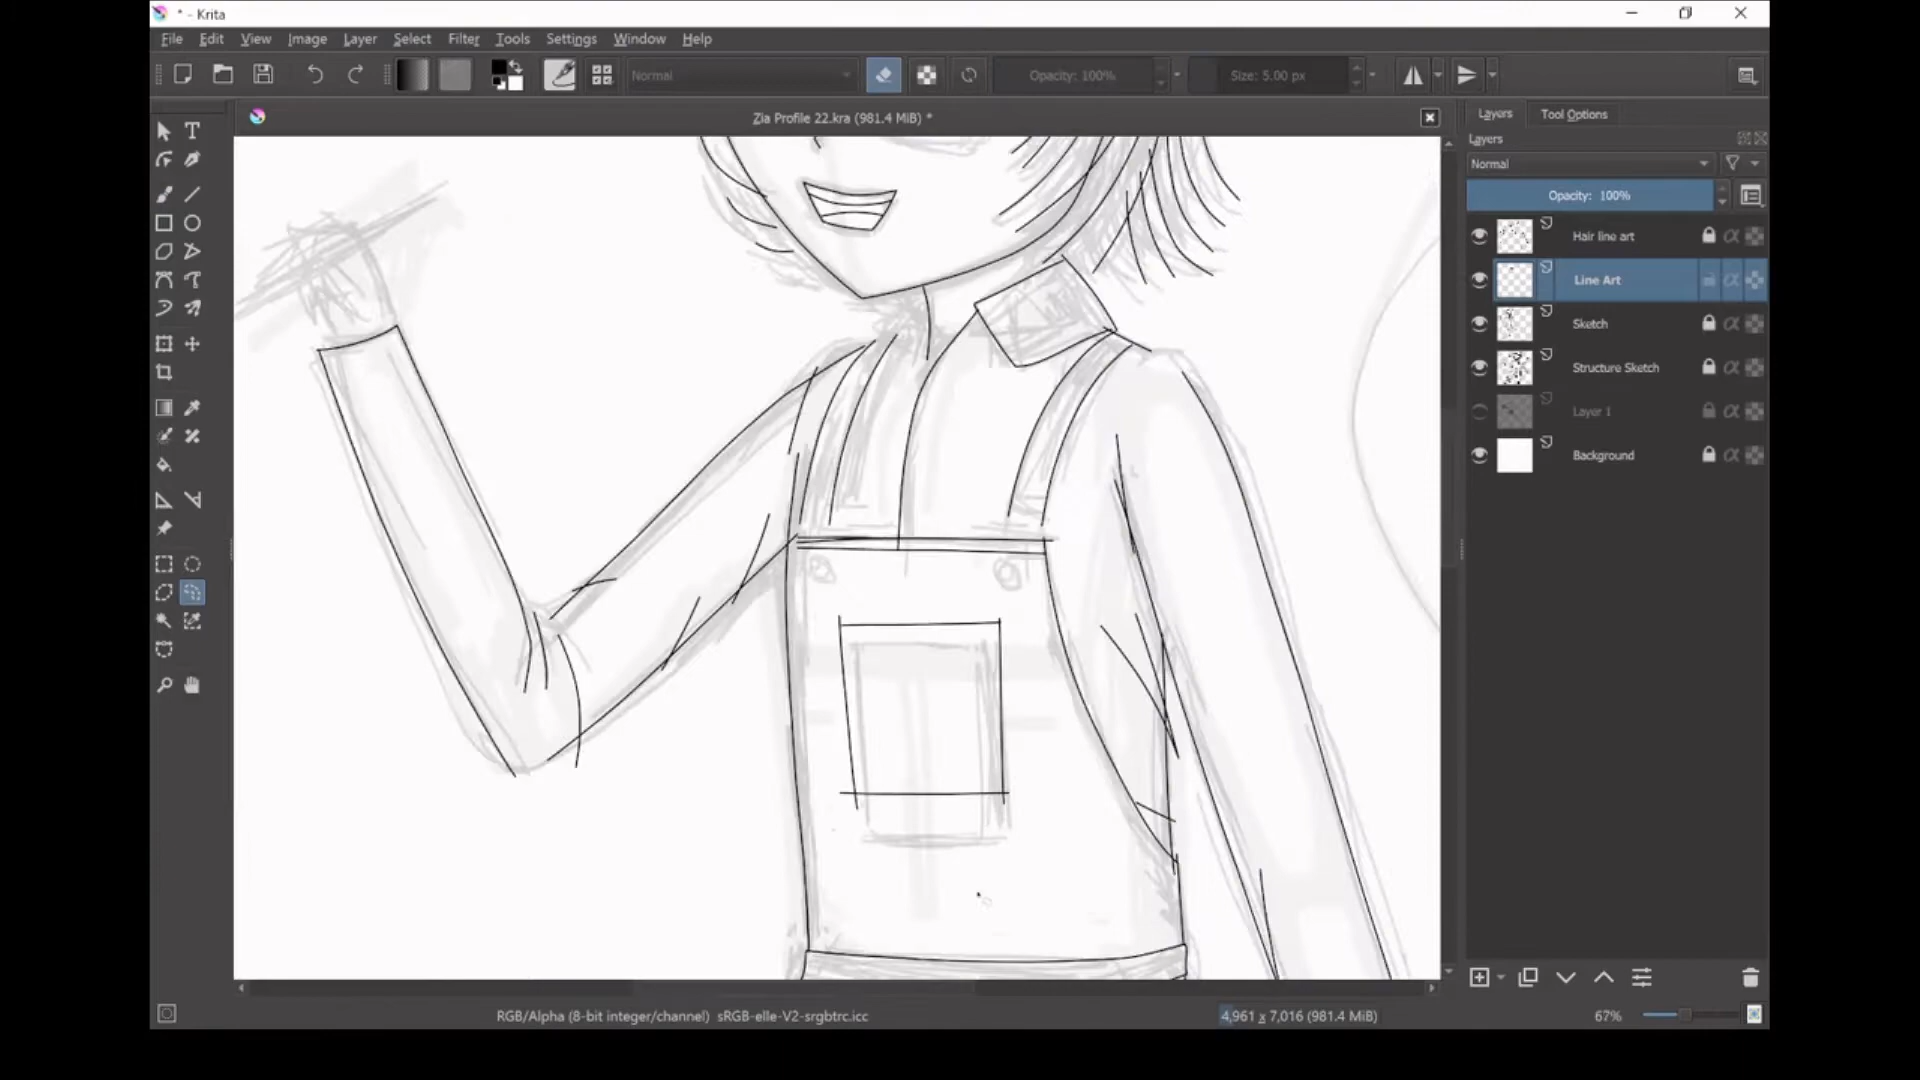 * - Krita
File Edit View Image Layer Select Filter Tools Settings Window Help
Normal
Opacity: 100%
Size: 5.00 px
Zia Profile 22.kra (981.4 MiB) *
Layers
Tool Options
Layers
Normal
Opacity: 100%
Hair line art
Line Art
Sketch
Structure Sketch
Layer 1
Background
RGB/Alpha (8-bit integer/channel) sRGB-elle-V2-srgbtrc.icc
4,961 x 7,016 (981.4 MiB)
67%